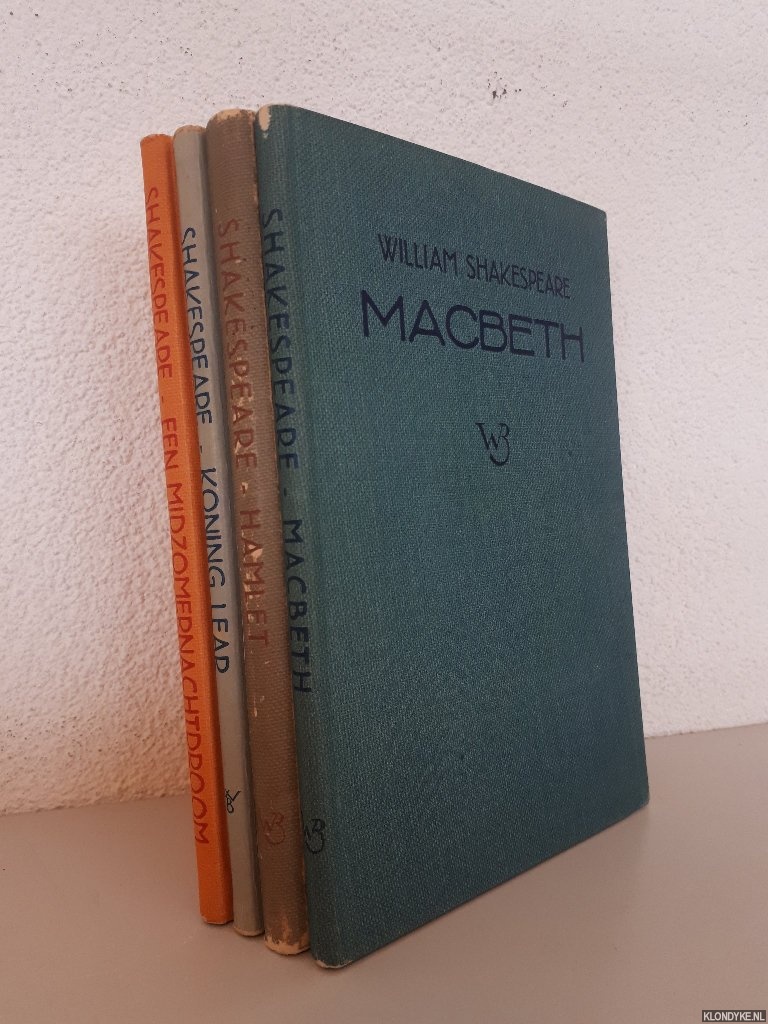 SHAKESPEARE - EEN MIDZOMERNACHTDROOM
SHAKESPEARE - KONING LEAR
SHAKESPEARE - HAMLET
WB
SHAKESPEARE - MACBETH
WB
WILLIAM SHAKESPEARE
MACBETH
WB
KLONDYKE.NL